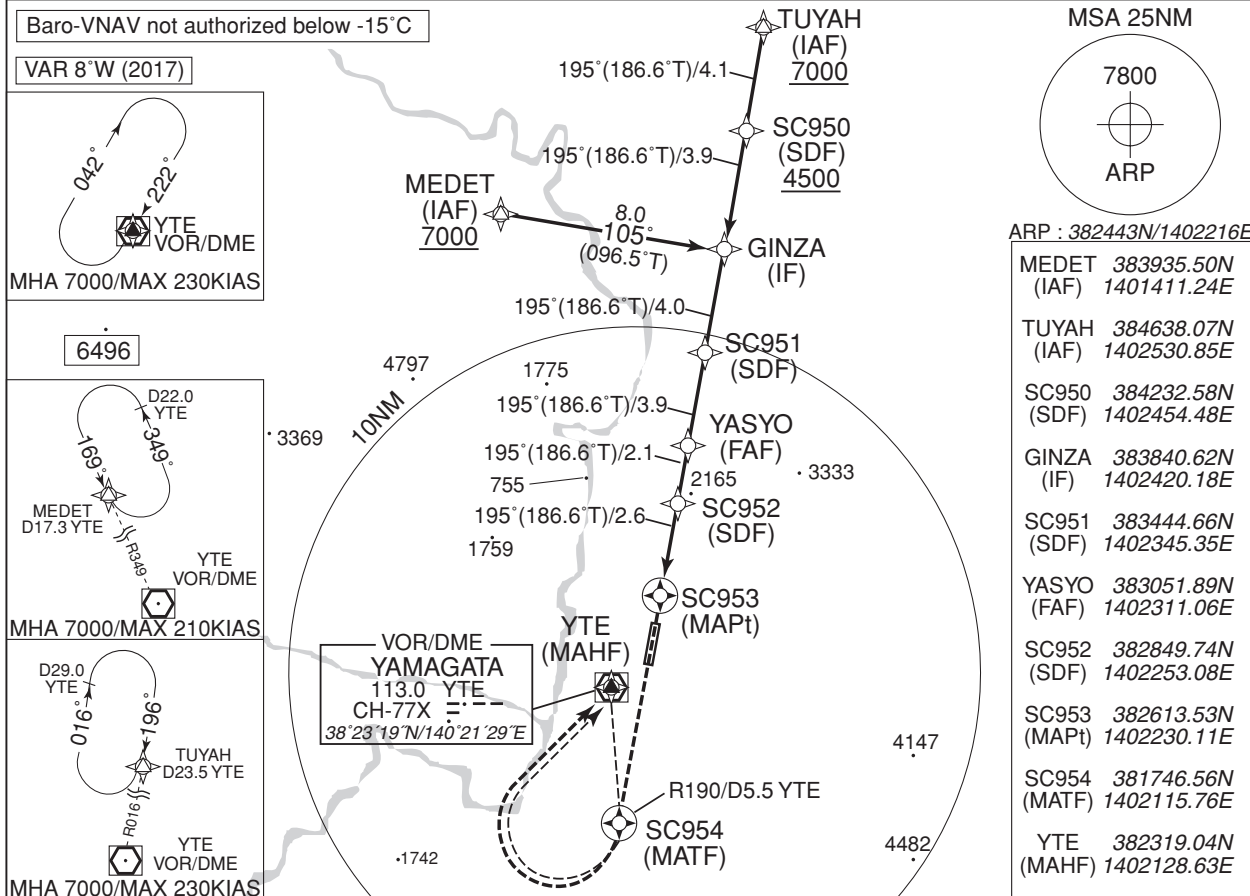 Baro-VNAV not authorized below -15˚C
VAR 8˚W (2017)
042˚
222˚
YTE
VOR/DME
MHA 7000/MAX 230KIAS
6496
D22.0
YTE
169˚
349˚
MEDET
D17.3 YTE
R349
YTE
VOR/DME
MHA 7000/MAX 210KIAS
D29.0
YTE
016˚
196˚
TUYAH
D23.5 YTE
R016
YTE
VOR/DME
MHA 7000/MAX 230KIAS
TUYAH
(IAF)
7000
195˚(186.6˚T)/4.1
SC950
(SDF)
4500
195˚(186.6˚T)/3.9
MEDET
(IAF)
7000
8.0
105˚
(096.5˚T)
GINZA
(IF)
195˚(186.6˚T)/4.0
SC951
(SDF)
4797
1775
10NM
3369
195˚(186.6˚T)/3.9
YASYO
(FAF)
195˚(186.6˚T)/2.1
3333
2165
755
SC952
(SDF)
195˚(186.6˚T)/2.6
1759
SC953
(MAPt)
YTE
(MAHF)
VOR/DME
YAMAGATA
113.0 YTE
CH-77X
38˚23´19˝N/140˚21´29˝E
4147
R190/D5.5 YTE
SC954
(MATF)
1742
4482
MSA 25NM
7800
ARP
ARP : 382443N/1402216E
MEDET 383935.50N
(IAF) 1401411.24E
TUYAH 384638.07N
(IAF) 1402530.85E
SC950 384232.58N
(SDF) 1402454.48E
GINZA 383840.62N
(IF) 1402420.18E
SC951 383444.66N
(SDF) 1402345.35E
YASYO 383051.89N
(FAF) 1402311.06E
SC952 382849.74N
(SDF) 1402253.08E
SC953 382613.53N
(MAPt) 1402230.11E
SC954 381746.56N
(MATF) 1402115.76E
YTE 382319.04N
(MAHF) 1402128.63E